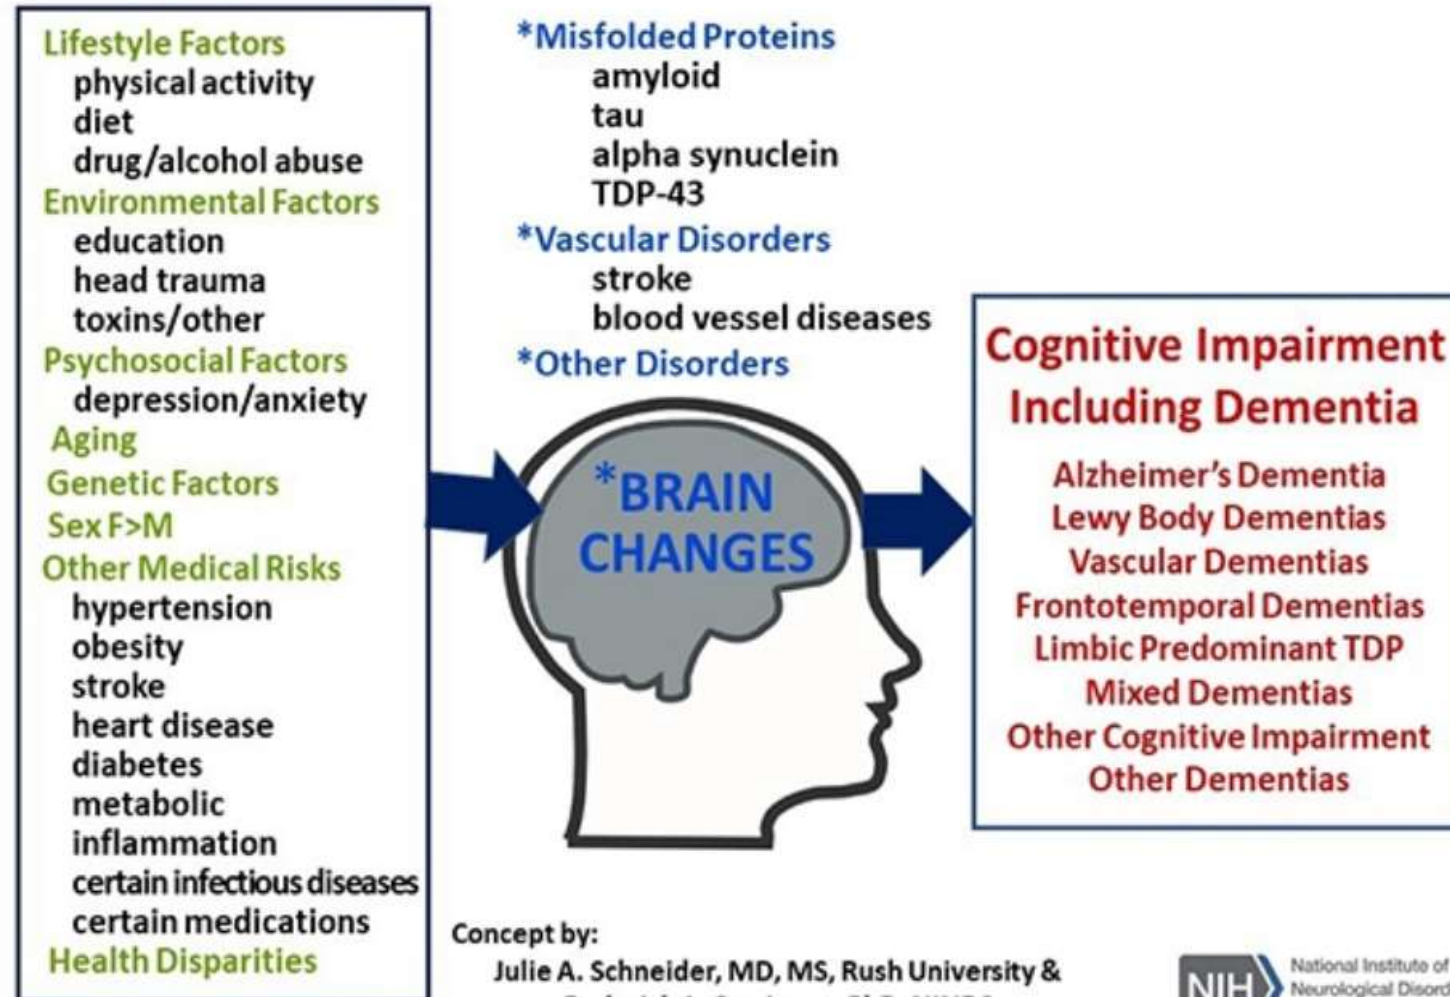 Lifestyle Factors
physical activity
diet
drug/alcohol abuse
Environmental Factors
education
head trauma
toxins/other
Psychosocial Factors
depression/anxiety
Aging
Genetic Factors
Sex F>M
Other Medical Risks
hypertension
obesity
stroke
heart disease
diabetes
metabolic
inflammation
certain infectious diseases
certain medications
Health Disparities
*Misfolded Proteins
amyloid
tau
alpha synuclein
TDP-43
*Vascular Disorders
stroke
blood vessel diseases
*Other Disorders
*BRAIN
CHANGES
Cognitive Impairment
Including Dementia
Alzheimer's Dementia
Lewy Body Dementias
Vascular Dementias
Frontotemporal Dementias
Limbic Predominant TDP
Mixed Dementias
Other Cognitive Impairment
Other Dementias
Concept by:
Julie A. Schneider, MD, MS, Rush University &
NIH
National Institute of
Neurological Disord